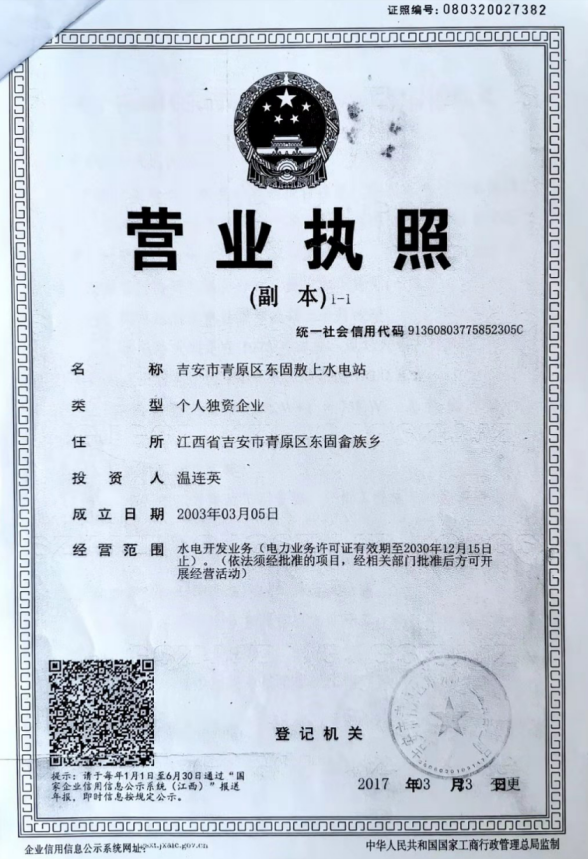 证照编号: 080320027382
营业执照
(副 本) 1-1
统一社会信用代码 91360803775852305C
名 称 吉安市青原区东固敖上水电站
类 型 个人独资企业
住 所 江西省吉安市青原区东固畲族乡
投 资 人 温连英
成 立 日 期 2003年03月05日
经 营 范 围 水电开发业务（电力业务许可证有效期至2030年12月15日
止）。（依法须经批准的项目，经相关部门批准后方可开
展经营活动）
登 记 机 关
提示：请于每年1月1日至6月30日通过“国
家企业信用信息公示系统（江西）”报送
年报，即时信息按规定公示。
2017 年03 月 3 日 更
企业信用信息公示系统网址:
中华人民共和国国家工商行政管理总局监制